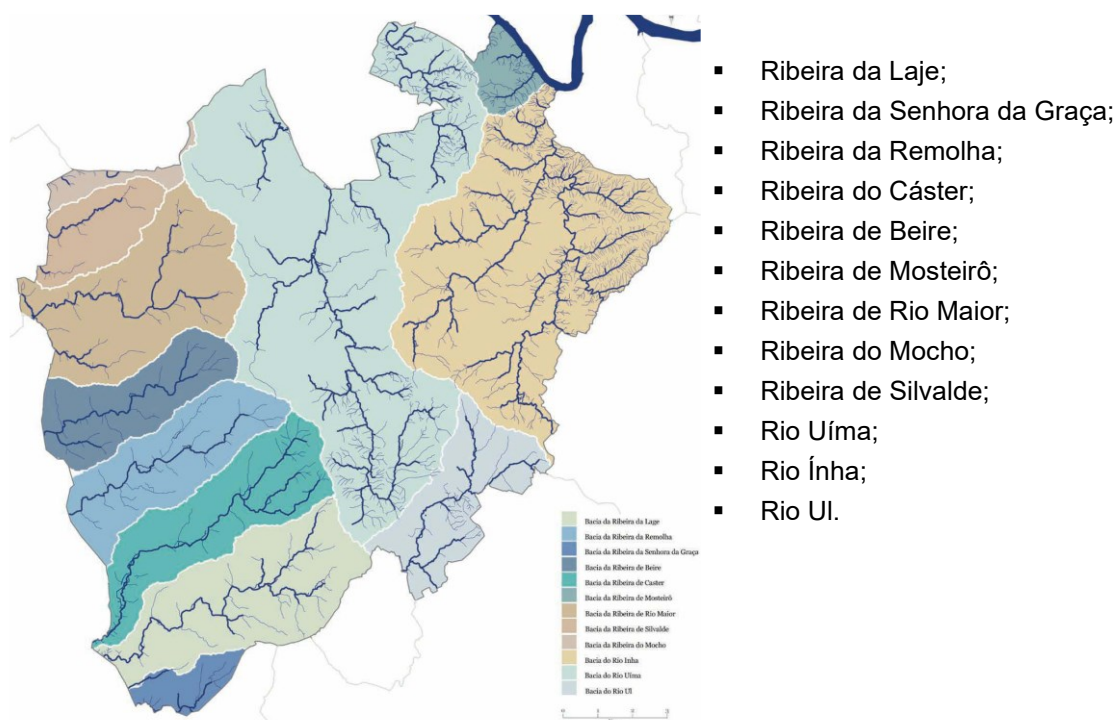 ▪ Ribeira da Laje;
▪ Ribeira da Senhora da Graça;
▪ Ribeira da Remolha;
▪ Ribeira do Cáster;
▪ Ribeira de Beire;
▪ Ribeira de Mosteirô;
▪ Ribeira de Rio Maior;
▪ Ribeira do Mocho;
▪ Ribeira de Silvalde;
▪ Rio Uíma;
▪ Rio Ínha;
▪ Rio Ul.
Bacia da Ribeira da Lage
Bacia da Ribeira da Remolha
Bacia da Ribeira da Senhora da Graça
Bacia da Ribeira de Beire
Bacia da Ribeira de Caster
Bacia da Ribeira de Mosteirô
Bacia da Ribeira de Rio Maior
Bacia da Ribeira de Silvalde
Bacia da Ribeira do Mocho
Bacia do Rio Inha
Bacia do Rio Uíma
Bacia do Rio Ul